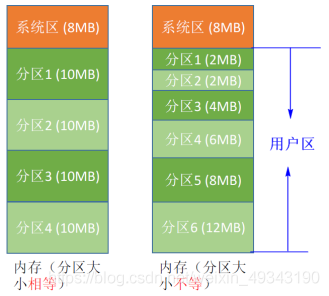 系统区 (8MB)
分区1 (10MB)
分区2 (10MB)
分区3 (10MB)
分区4 (10MB)
内存（分区大
小相等）
系统区 (8MB)
分区1 (2MB)
分区2 (2MB)
分区3 (4MB)
分区4 (6MB)
分区5 (8MB)
分区6 (12MB)
内存（分区大
小不等）
用户区
https://blog.csdn.net/weixin_49343190